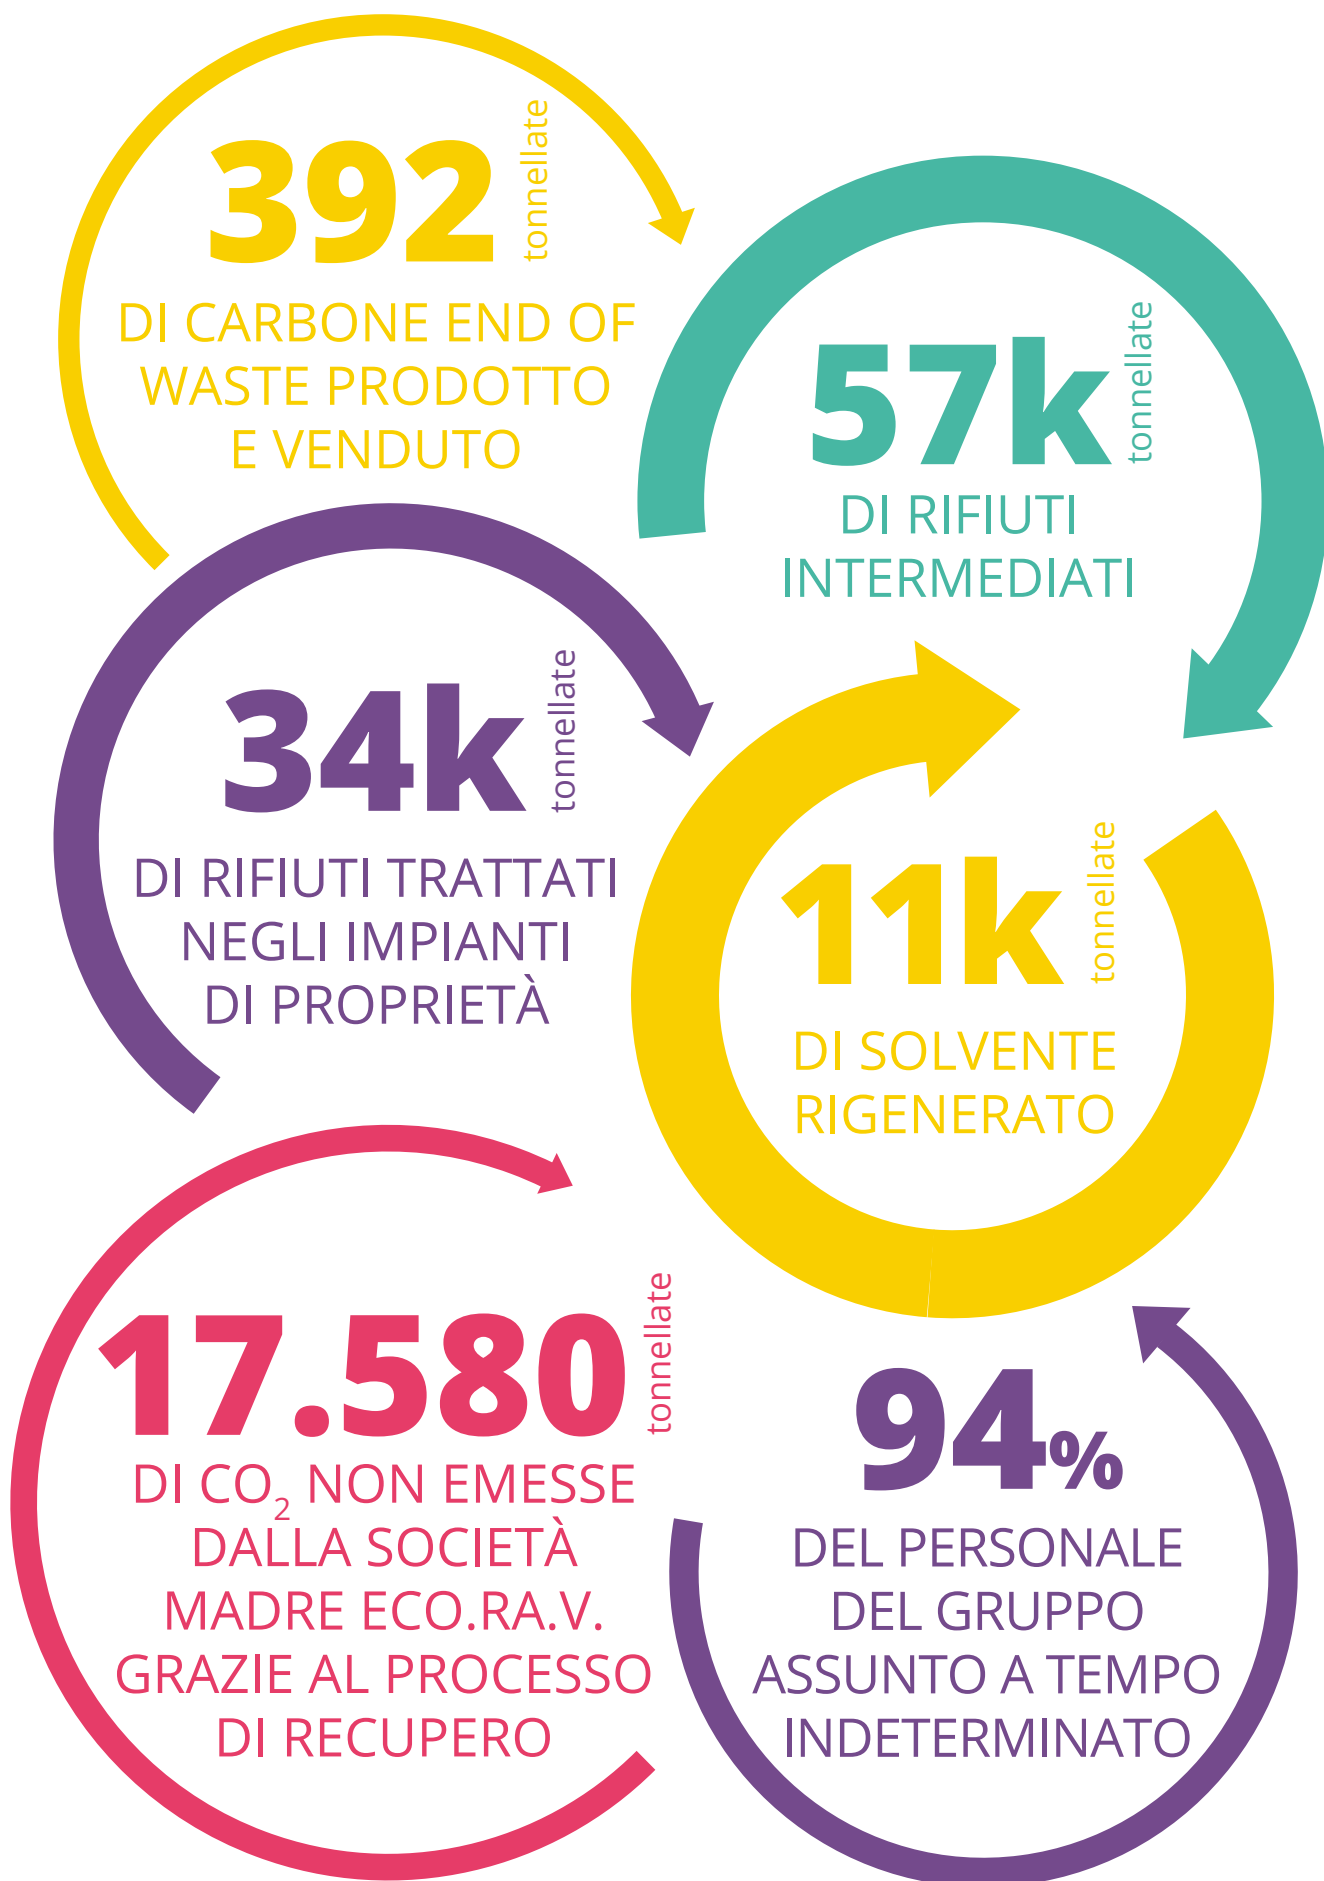 392 tonnellate
DI CARBONE END OF
WASTE PRODOTTO
E VENDUTO
57k tonnellate
DI RIFIUTI
INTERMEDIATI
34k tonnellate
DI RIFIUTI TRATTATI
NEGLI IMPIANTI
DI PROPRIETÀ
11k tonnellate
DI SOLVENTE
RIGENERATO
17.580 tonnellate
DI CO₂ NON EMESSE
DALLA SOCIETÀ
MADRE ECO.RA.V.
GRAZIE AL PROCESSO
DI RECUPERO
94%
DEL PERSONALE
DEL GRUPPO
ASSUNTO A TEMPO
INDETERMINATO